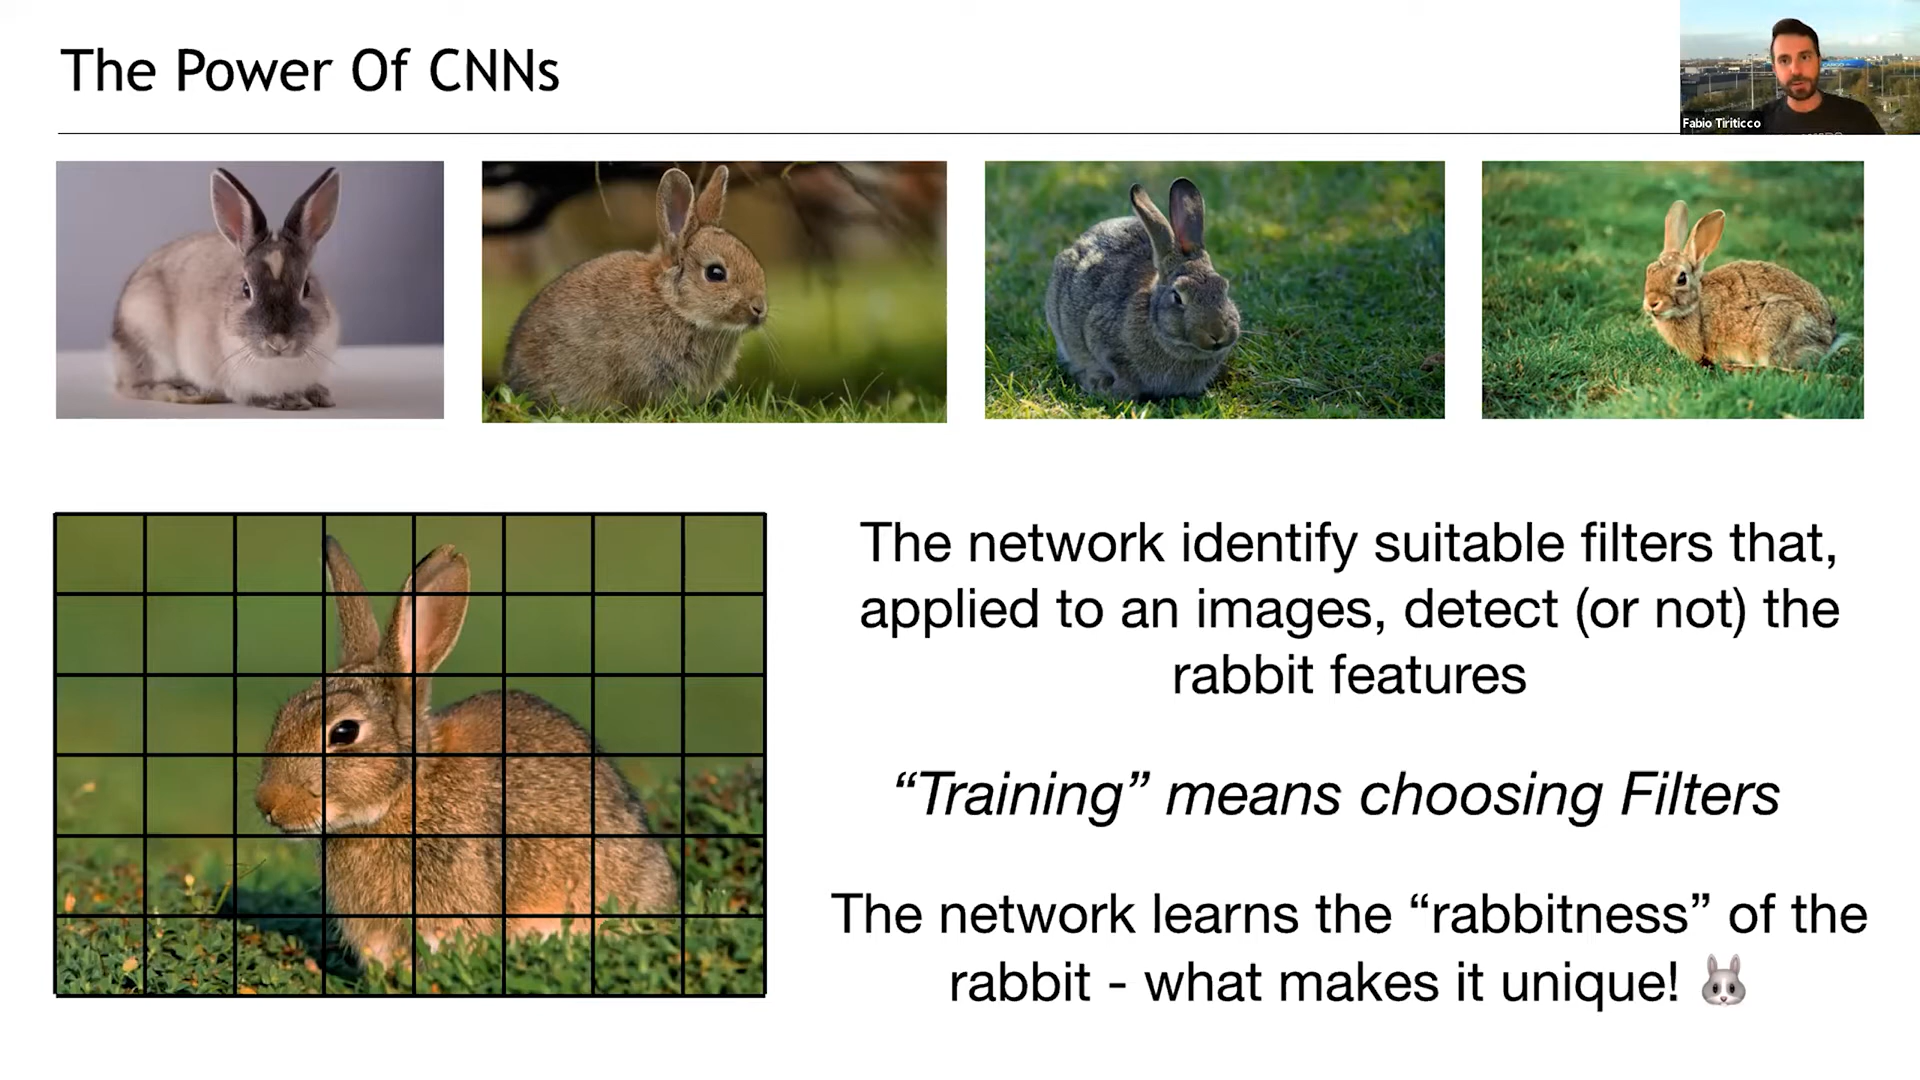 The Power Of CNNs
CARGO
Fabio Tiriticco
The network identify suitable filters that,
applied to an images, detect (or not) the
rabbit features
“Training” means choosing Filters
The network learns the “rabbitness” of the
rabbit - what makes it unique! 🐰